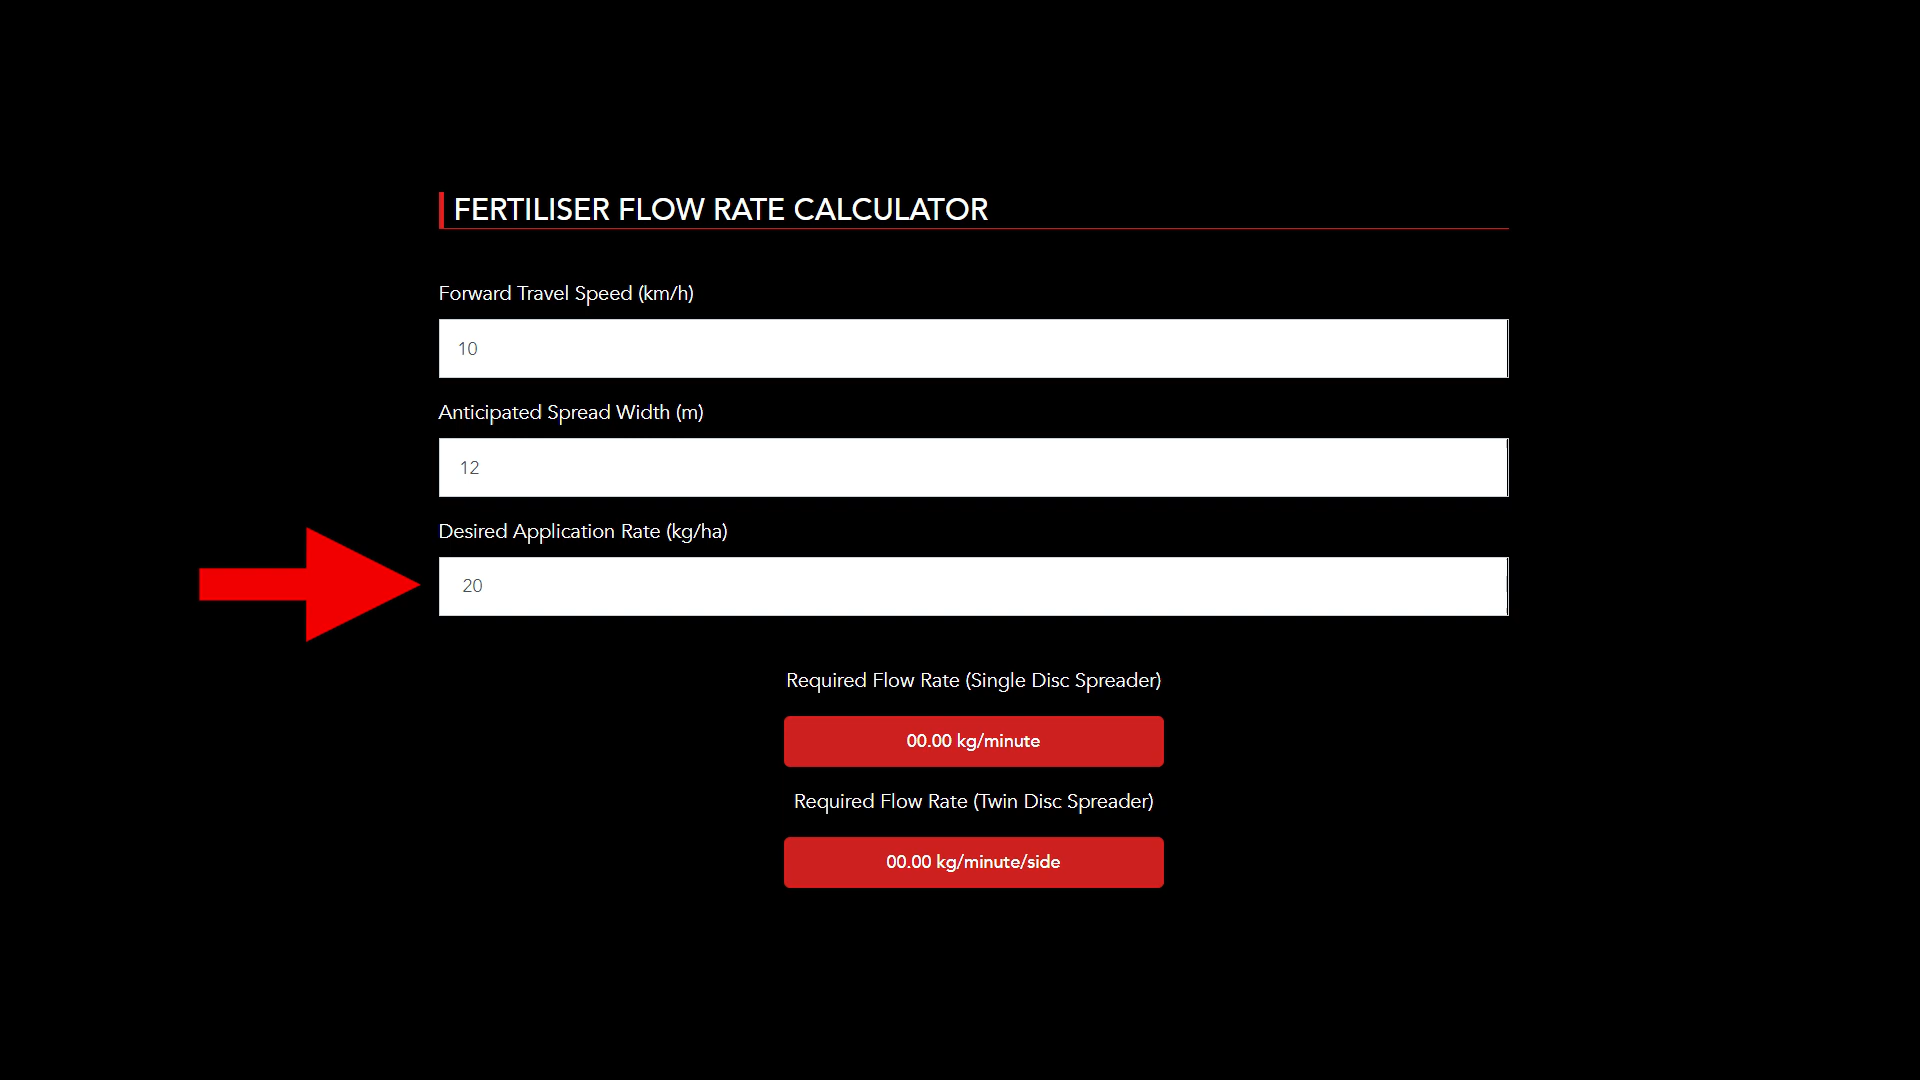 FERTILISER FLOW RATE CALCULATOR
Forward Travel Speed (km/h)
10
Anticipated Spread Width (m)
12
Desired Application Rate (kg/ha)
20
Required Flow Rate (Single Disc Spreader)
00.00 kg/minute
Required Flow Rate (Twin Disc Spreader)
00.00 kg/minute/side